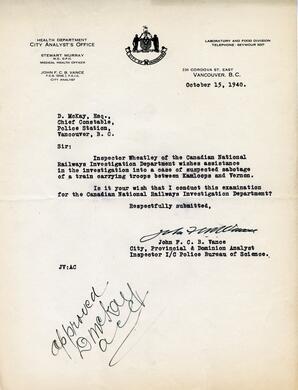 HEALTH DEPARTMENT
CITY ANALYST'S OFFICE
STEWART MURRAY
MEDICAL HEALTH OFFICER
JOHN F. C. B. VANCE
CITY ANALYST
LABORATORY AND FOOD DIVISION
TELEPHONE: SEYMOUR
CORDOVA ST. EAST
VANCOUVER, B.C.
October 15, 1940.
D. McKay, Esq.,
Chief Constable,
Police Station,
Vancouver, B. C.
Sir:
Inspector Wheatley of the Canadian National
Railways Investigation Department wishes assistance
in the investigation into a case of suspected sabotage
of a train carrying troops between Kamloops and Vernon.
Is it your wish that I conduct this examination
for the Canadian National Railways Investigation Department?
Respectfully submitted,
John F. C. B. Vance
City, Provincial & Dominion Analyst
Inspector I/C Police Bureau of Science.
JV:AC
approved
D McKay